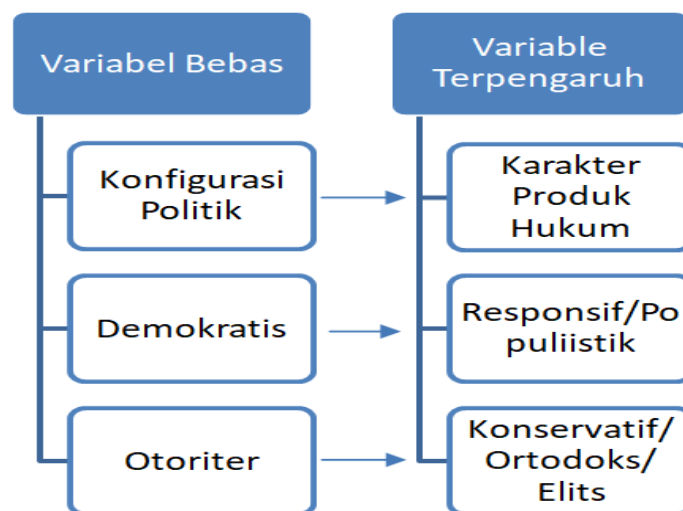 Variabel Bebas
Variable
Terpengaruh
Konfigurasi
Politik
Karakter
Produk
Hukum
Demokratis
Responsif/Po
puliistik
Otoriter
Konservatif/
Ortodoks/
Elits